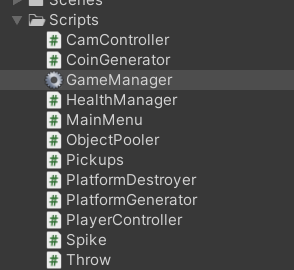 Scenes
Scripts
CamController
CoinGenerator
GameManager
HealthManager
MainMenu
ObjectPooler
Pickups
PlatformDestroyer
PlatformGenerator
PlayerController
Spike
Throw